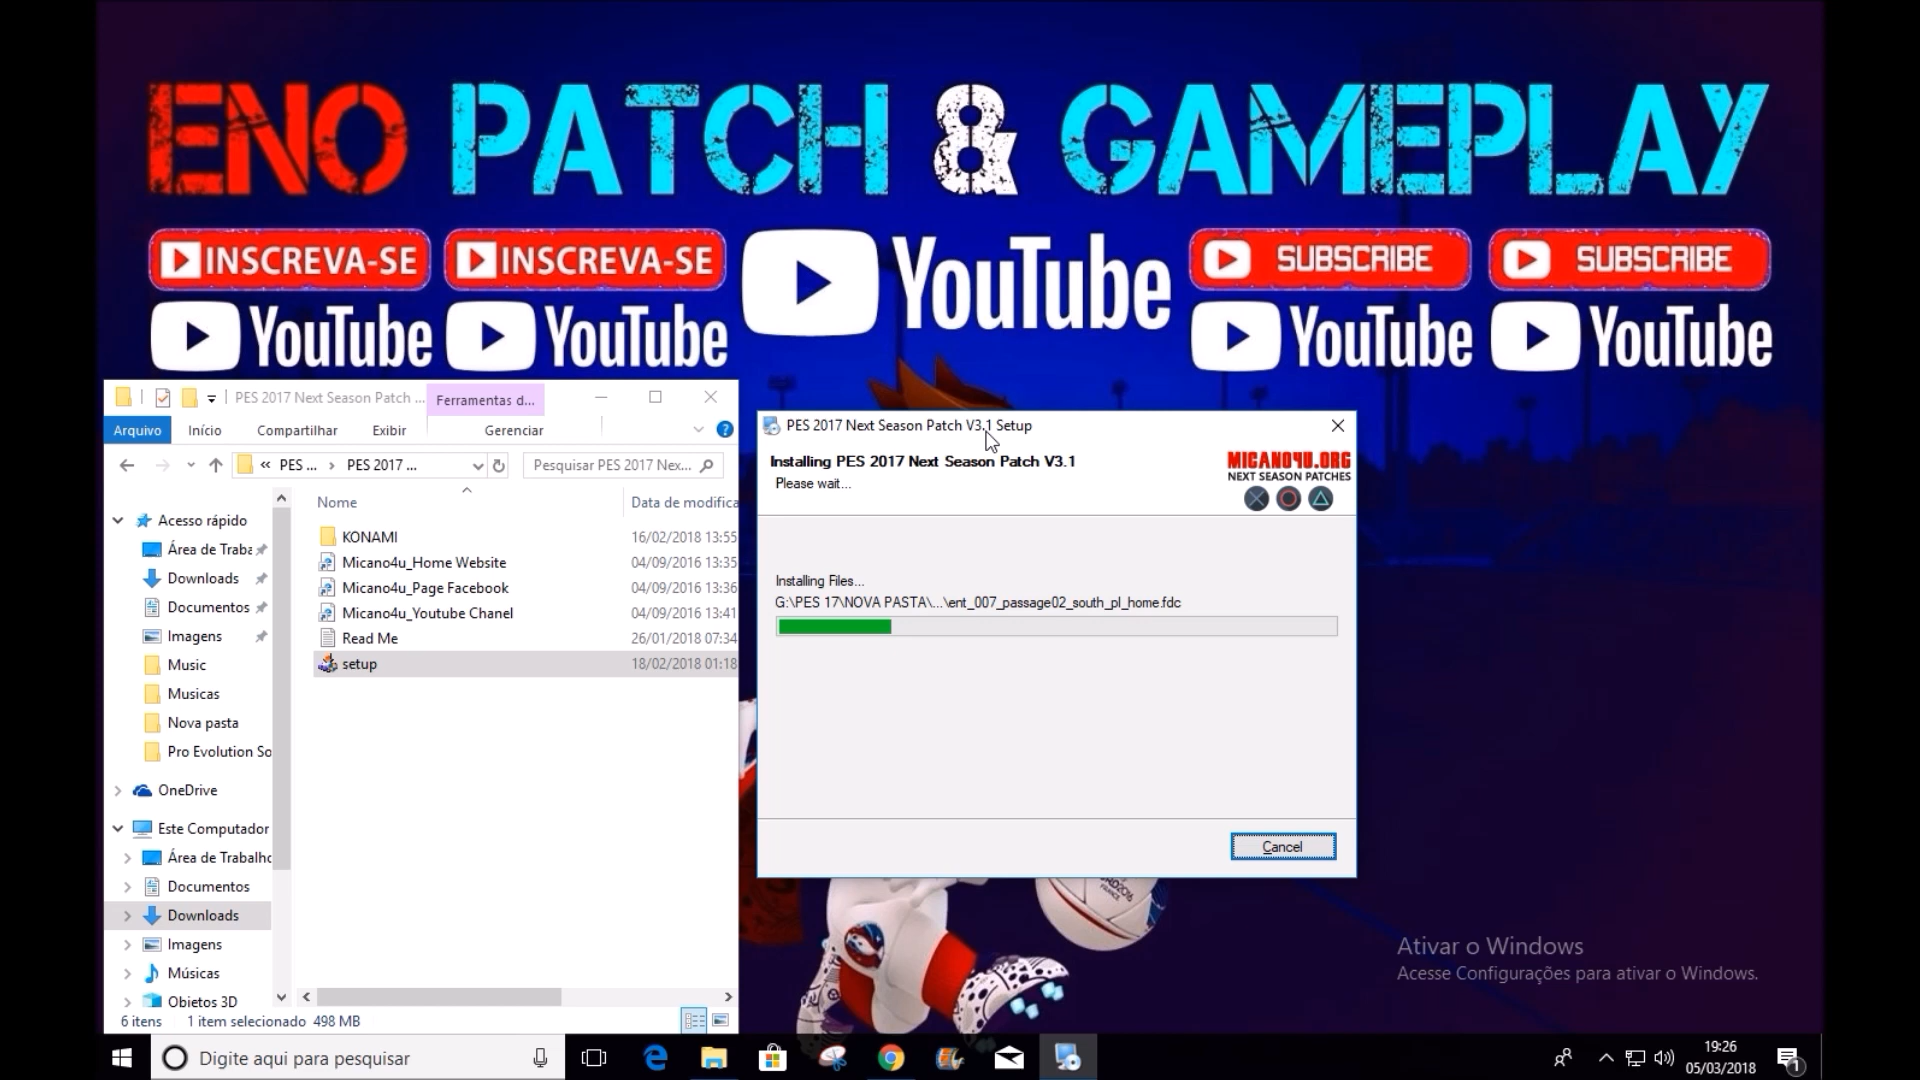 ENO PATCH & GAMEPLAY
INSCREVA-SE
INSCREVA-SE
YouTube
SUBSCRIBE
SUBSCRIBE
YouTube
YouTube
YouTube
YouTube
PES 2017 Next Season Patch ...
Ferramentas d...
Arquivo
Início
Compartilhar
Exibir
Gerenciar
« PES ... › PES 2017 ...
Pesquisar PES 2017 Nex...
Nome
Data de modifica
Acesso rápido
Área de Traba
Downloads
Documentos
Imagens
Music
Musicas
Nova pasta
Pro Evolution So
OneDrive
Este Computador
Área de Trabalho
Documentos
Downloads
Imagens
Músicas
Objetos 3D
KONAMI 16/02/2018 13:55
Micano4u_Home Website 04/09/2016 13:35
Micano4u_Page Facebook 04/09/2016 13:36
Micano4u_Youtube Chanel 04/09/2016 13:41
Read Me 26/01/2018 07:34
setup 18/02/2018 01:18
6 itens 1 item selecionado 498 MB
PES 2017 Next Season Patch V3.1 Setup
Installing PES 2017 Next Season Patch V3.1
Please wait...
MICANO4U.ORG
NEXT SEASON PATCHES
Installing Files...
G:\PES 17\NOVA PASTA\...\ent_007_passage02_south_pl_home.fdc
Cancel
FRANCE
Ativar o Windows
Acesse Configurações para ativar o Windows.
Digite aqui para pesquisar
19:26
05/03/2018
1